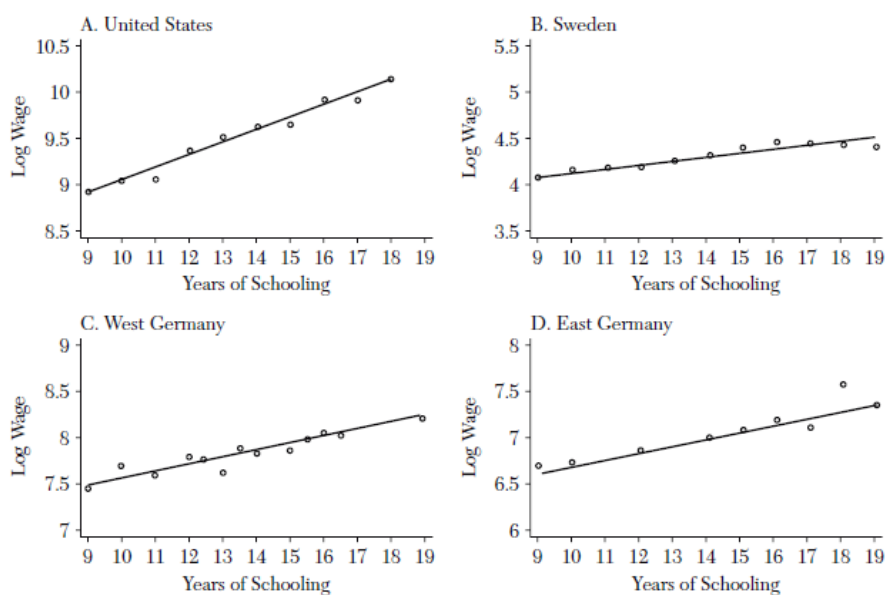 A. United States
10.5
10
9.5
9
8.5
Log Wage
9 10 11 12 13 14 15 16 17 18 19
Years of Schooling
B. Sweden
5.5
5
4.5
4
3.5
Log Wage
9 10 11 12 13 14 15 16 17 18 19
Years of Schooling
C. West Germany
9
8.5
8
7.5
7
Log Wage
9 10 11 12 13 14 15 16 17 18 19
Years of Schooling
D. East Germany
8
7.5
7
6.5
6
Log Wage
9 10 11 12 13 14 15 16 17 18 19
Years of Schooling